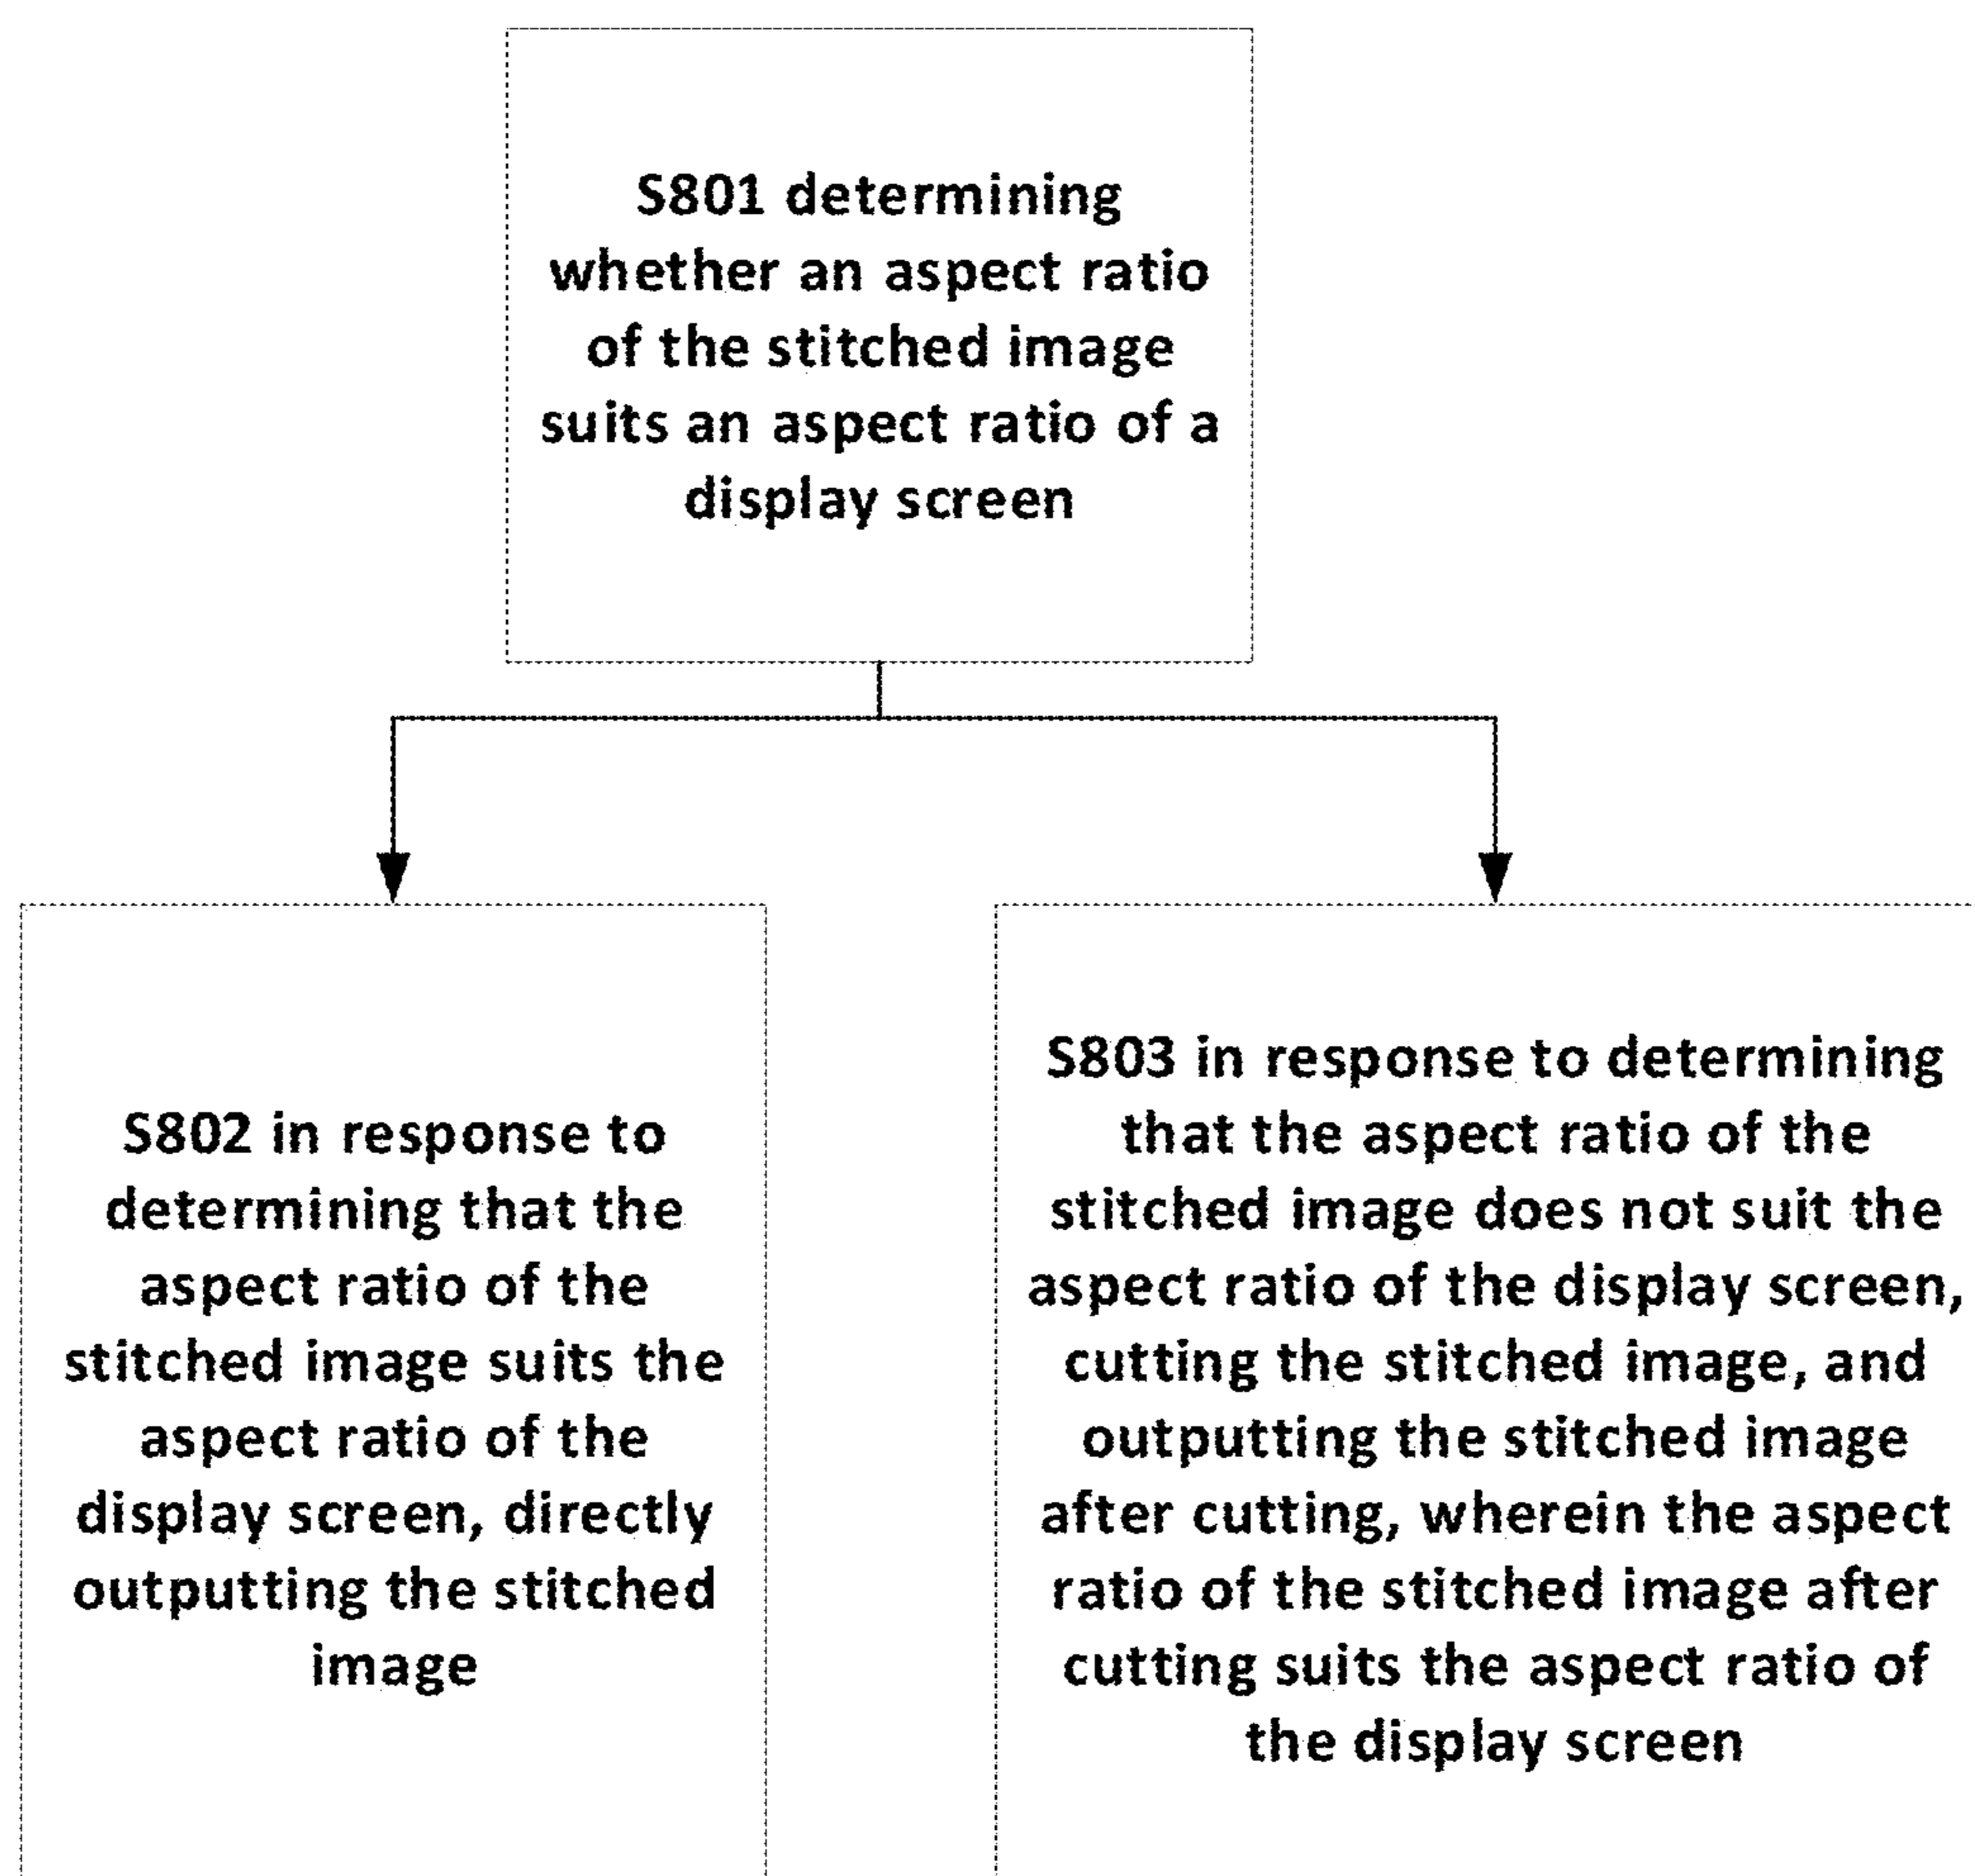 S801 determining
whether an aspect ratio
of the stitched image
suits an aspect ratio of a
display screen
S802 in response to
determining that the
aspect ratio of the
stitched image suits the
aspect ratio of the
display screen, directly
outputting the stitched
image
S803 in response to determining
that the aspect ratio of the
stitched image does not suit the
aspect ratio of the display screen,
cutting the stitched image, and
outputting the stitched image
after cutting, wherein the aspect
ratio of the stitched image after
cutting suits the aspect ratio of
the display screen